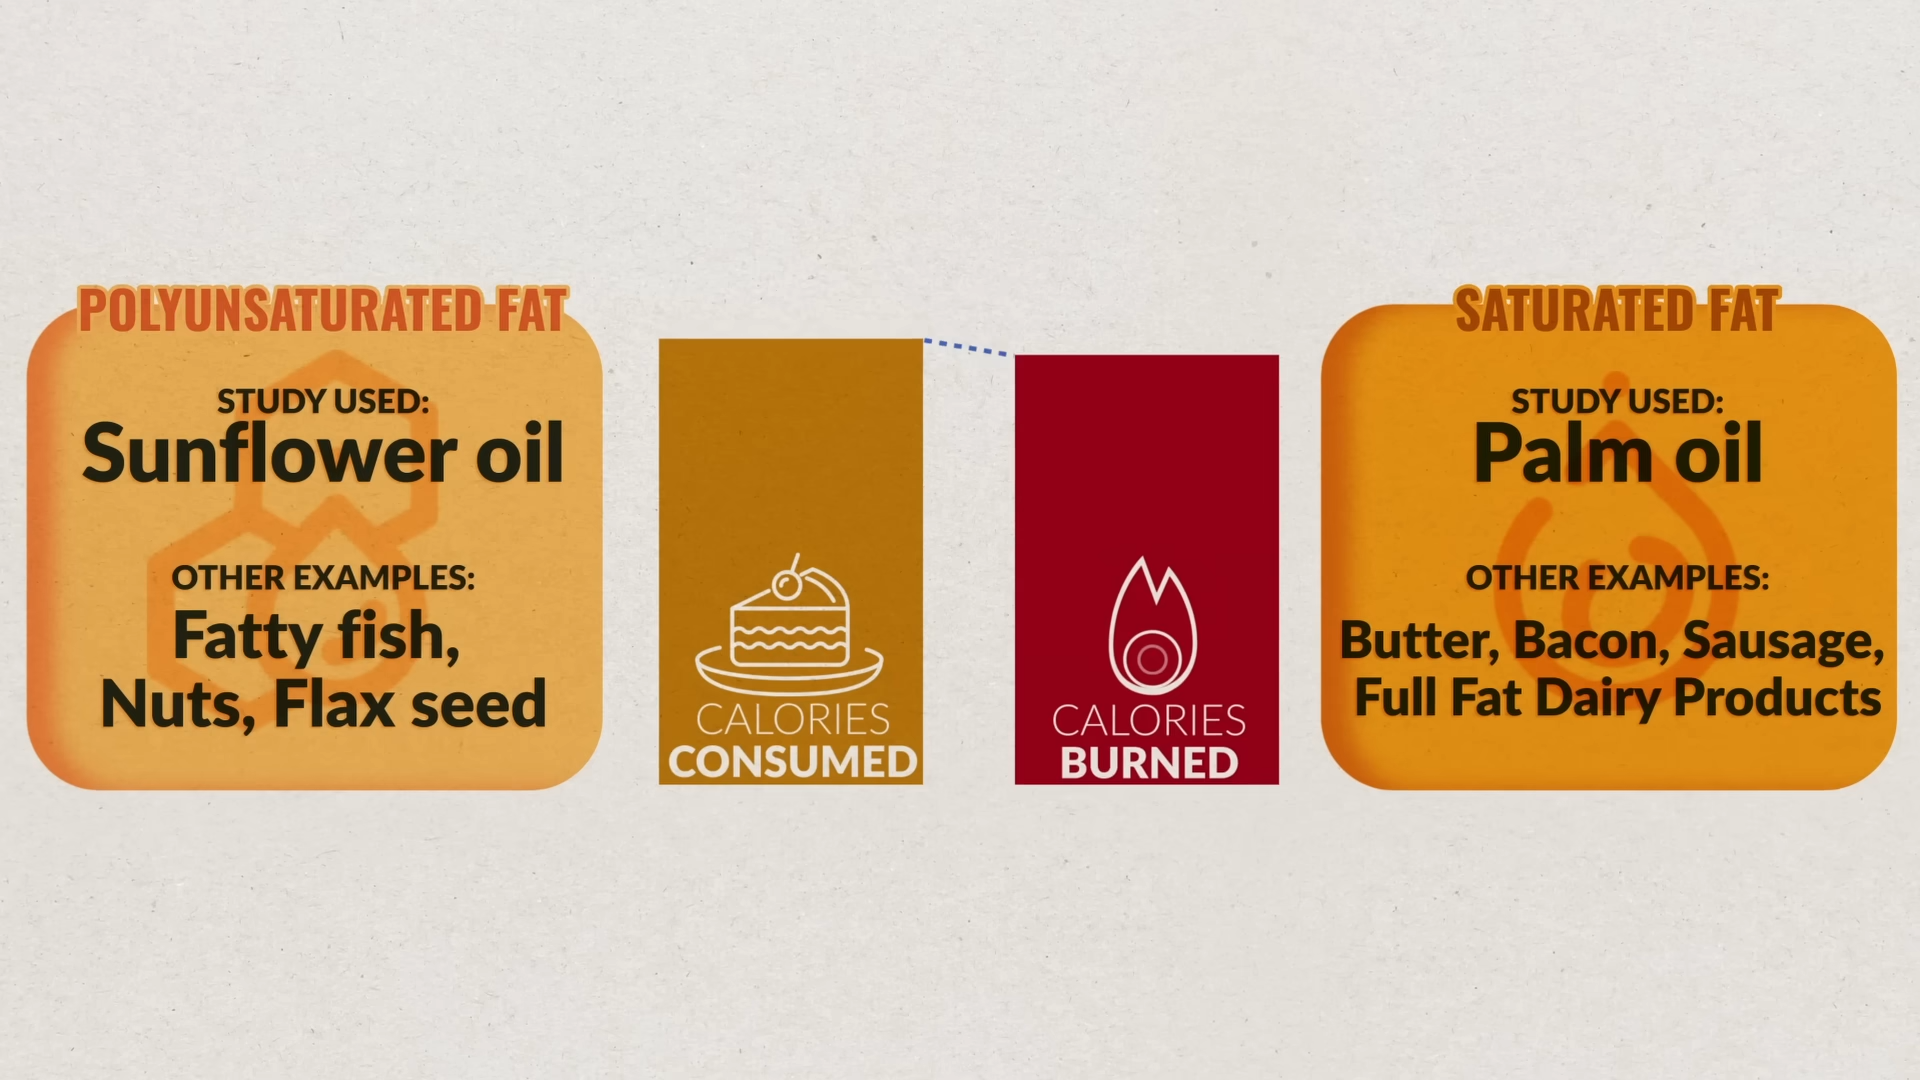 POLYUNSATURATED FAT
STUDY USED:
Sunflower oil
OTHER EXAMPLES:
Fatty fish,
Nuts, Flax seed
CALORIES
CONSUMED
CALORIES
BURNED
SATURATED FAT
STUDY USED:
Palm oil
OTHER EXAMPLES:
Butter, Bacon, Sausage,
Full Fat Dairy Products